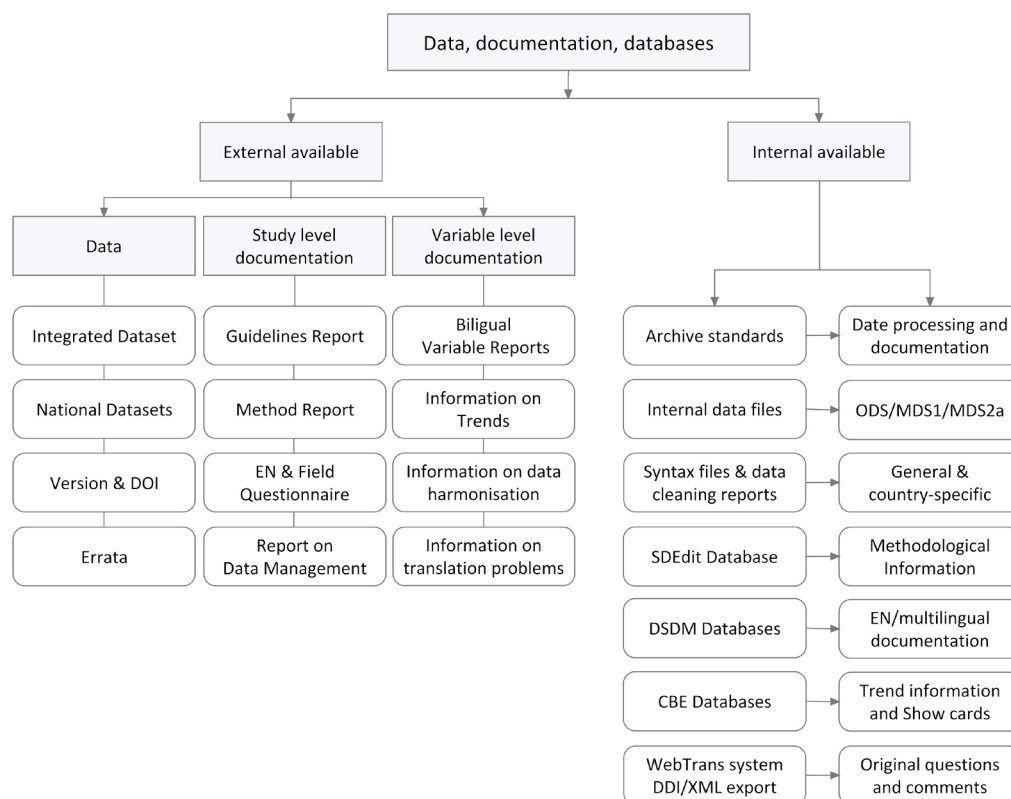 Data, documentation, databases
External available
Internal available
Data
Study level
documentation
Variable level
documentation
Integrated Dataset
National Datasets
Version & DOI
Errata
Guidelines Report
Method Report
EN & Field
Questionnaire
Report on
Data Management
Biligual
Variable Reports
Information on
Trends
Information on data
harmonisation
Information on
translation problems
Archive standards
Date processing and
documentation
Internal data files
ODS/MDS1/MDS2a
Syntax files & data
cleaning reports
General &
country-specific
SDEdit Database
Methodological
Information
DSDM Databases
EN/multilingual
documentation
CBE Databases
Trend information
and Show cards
WebTrans system
DDI/XML export
Original questions
and comments